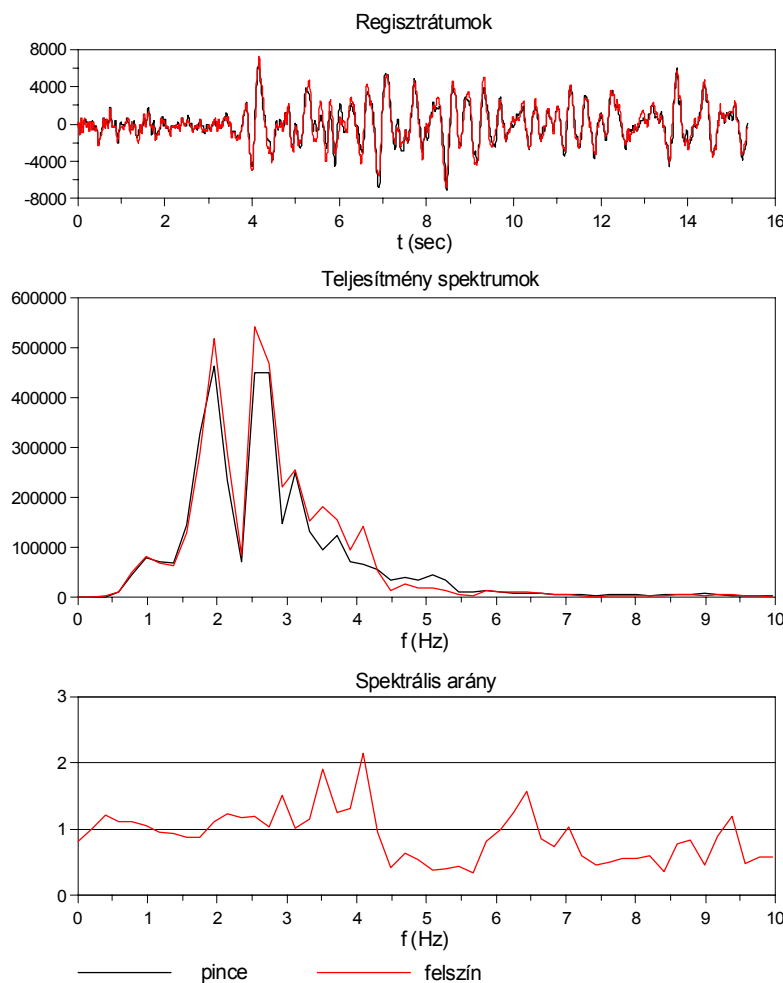 Regisztrátumok
8000
4000
0
-4000
-8000
0 2 4 6 8 10 12 14 16
t (sec)
Teljesítmény spektrumok
600000
500000
400000
300000
200000
100000
0
0 1 2 3 4 5 6 7 8 9 10
f (Hz)
Spektrális arány
3
2
1
0
0 1 2 3 4 5 6 7 8 9 10
f (Hz)
pince felszín